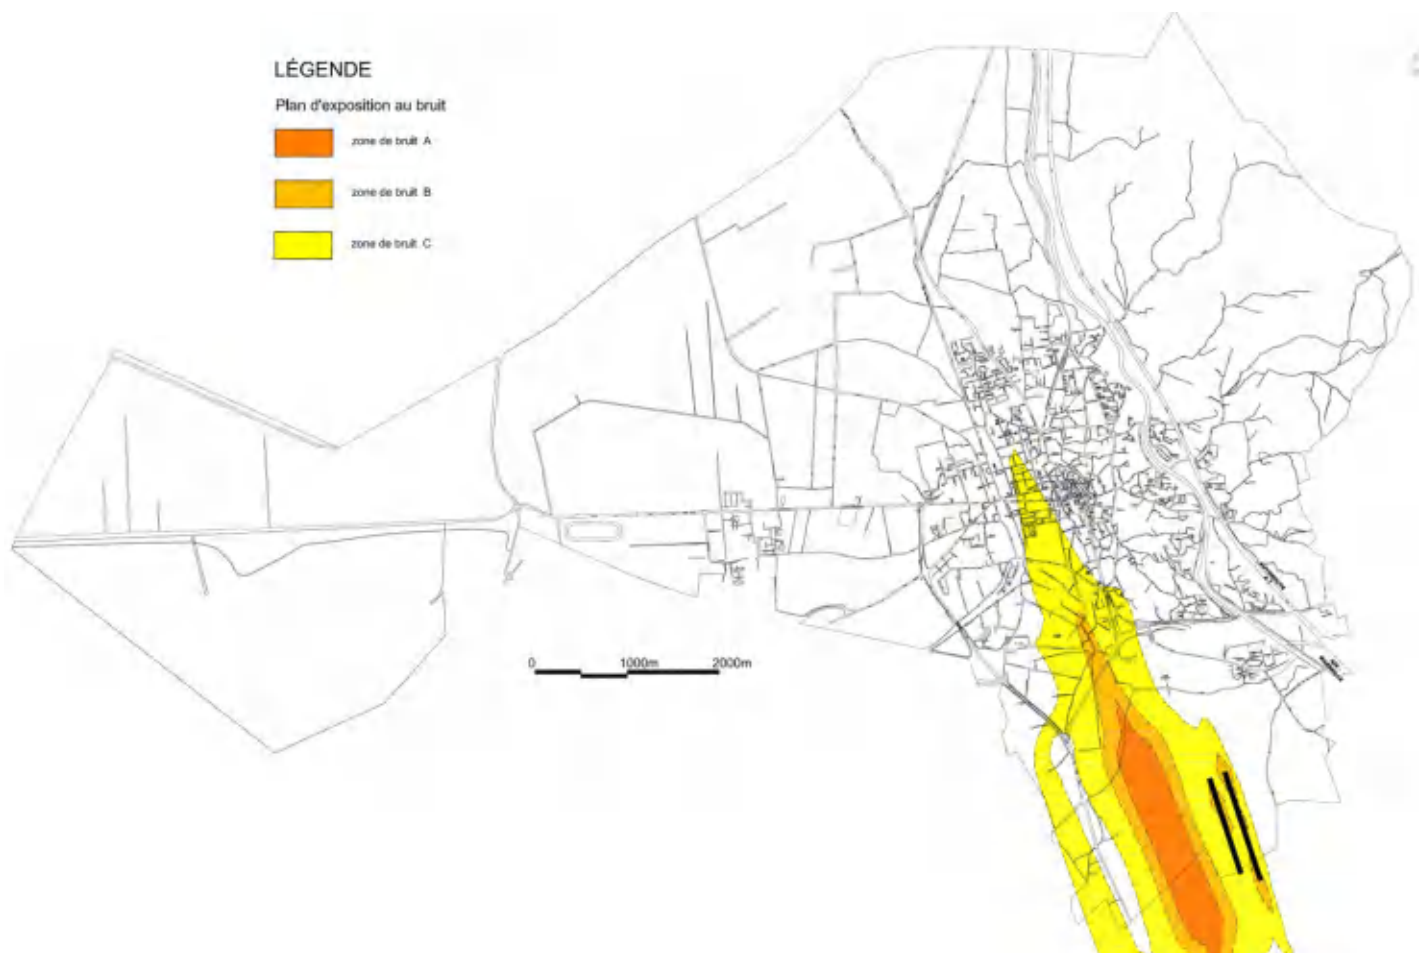 LÉGENDE
Plan d'exposition au bruit
zone de bruit A
zone de bruit B
zone de bruit C
0 1000m 2000m